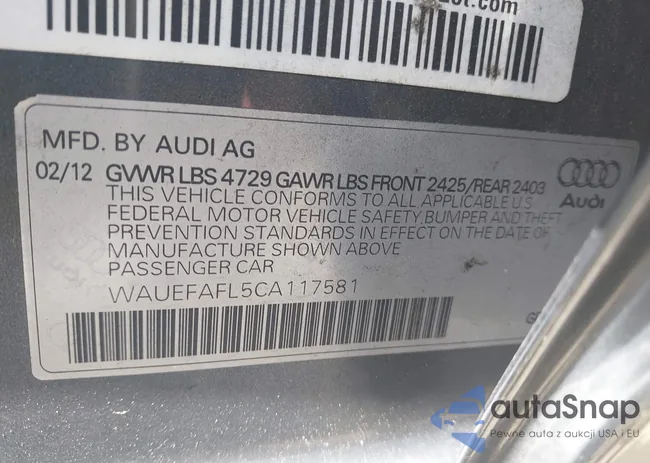 MFD. BY AUDI AG
02/12 GVWR LBS 4729 GAWR LBS FRONT 2425/REAR 2403
THIS VEHICLE CONFORMS TO ALL APPLICABLE U.S
FEDERAL MOTOR VEHICLE SAFETY, BUMPER AND THEFT
PREVENTION STANDARDS IN EFFECT ON THE DATE OF
MANUFACTURE SHOWN ABOVE
PASSENGER CAR
WAUEFAFL5CA117581
Audi
autaSnap
Pewne auta z aukcji USA i EU